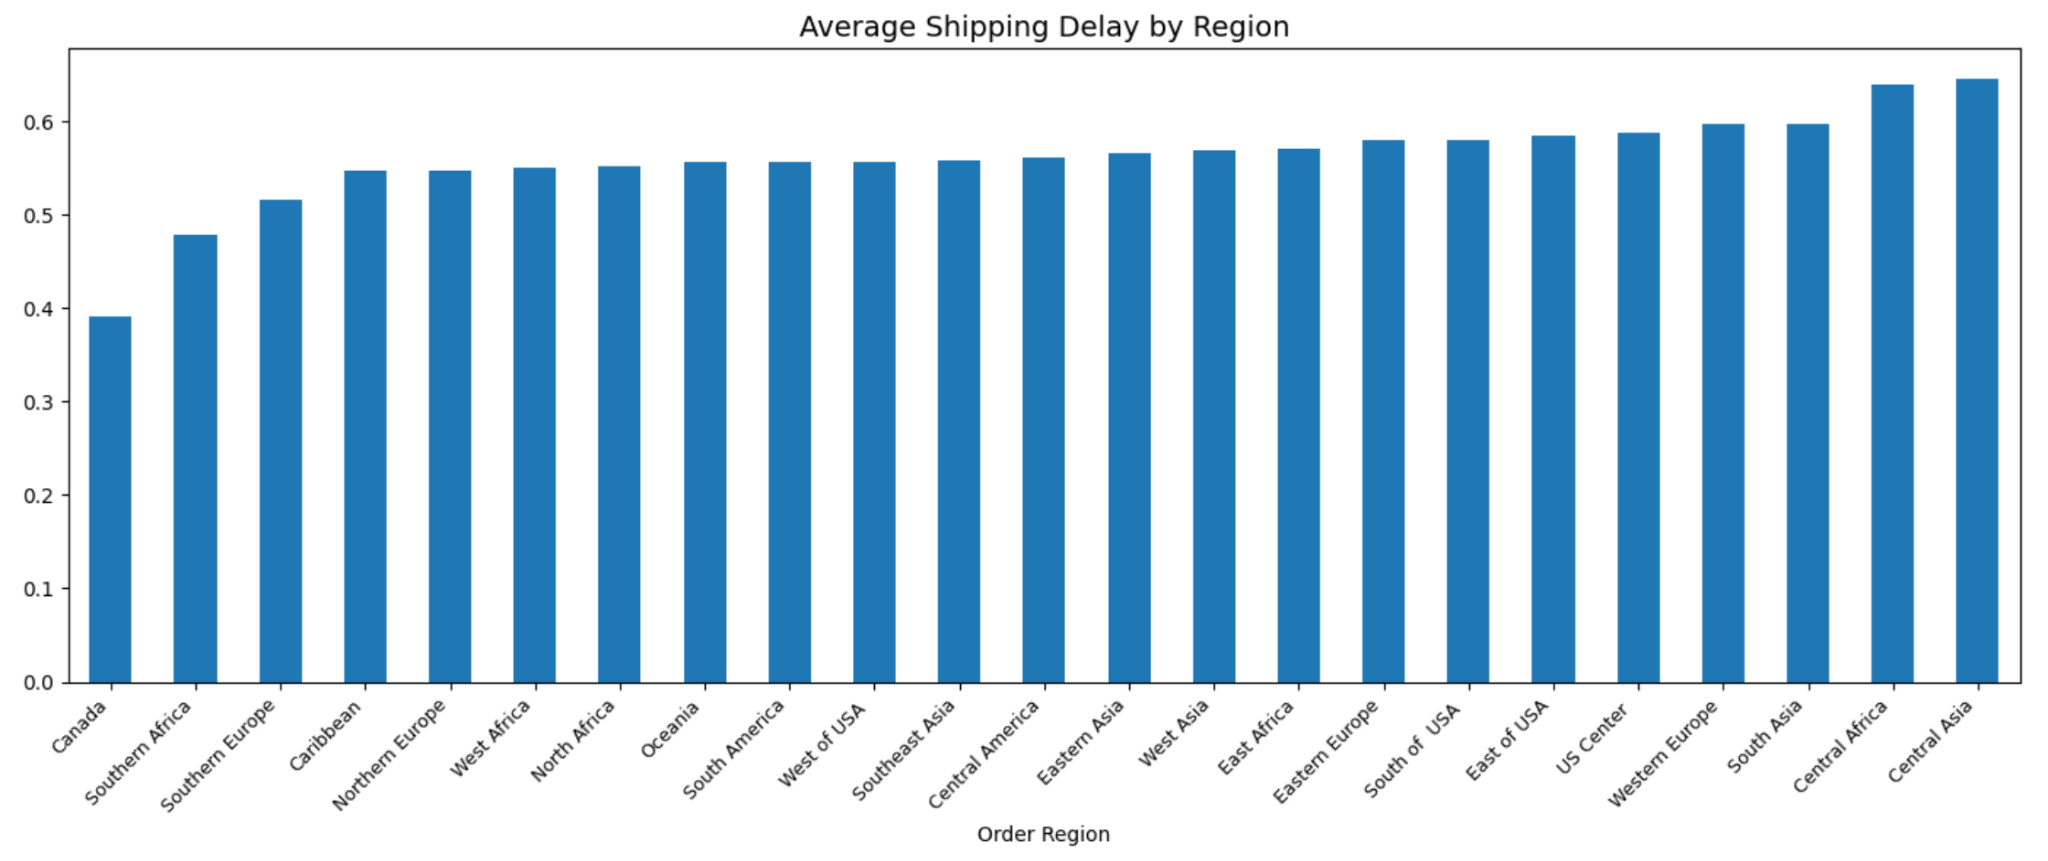 Average Shipping Delay by Region
0.6
0.5
0.4
0.3
0.2
0.1
0.0
Canada
Southern Africa
Southern Europe
Caribbean
Northern Europe
West Africa
North Africa
Oceania
South America
West of USA
Southeast Asia
Central America
Eastern Asia
West Asia
East Africa
Eastern Europe
South of  USA
East of USA
US Center
Western Europe
South Asia
Central Africa
Central Asia
Order Region